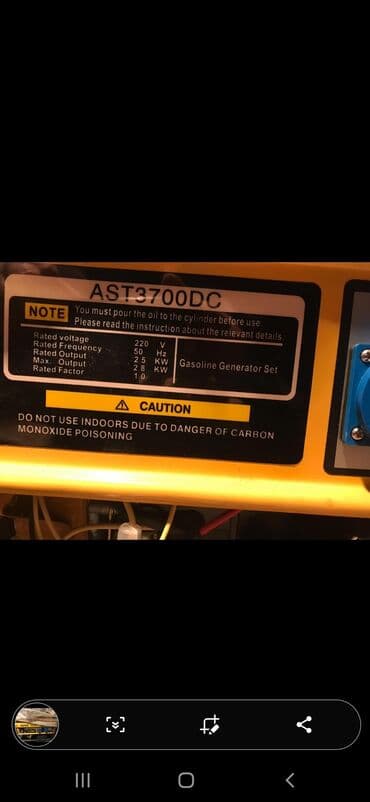 AST3700DC
NOTE
You must pour the oil to the cylinder before use.
Please read the instruction about the relevant details
Rated voltage 220 V
Rated Frequency 50 Hz
Rated Output 2.5 KW
Max. Output 2.8 KW
Rated Factor 1.0
Gasoline Generator Set
⚠ CAUTION
DO NOT USE INDOORS DUE TO DANGER OF CARBON
MONOXIDE POISONING